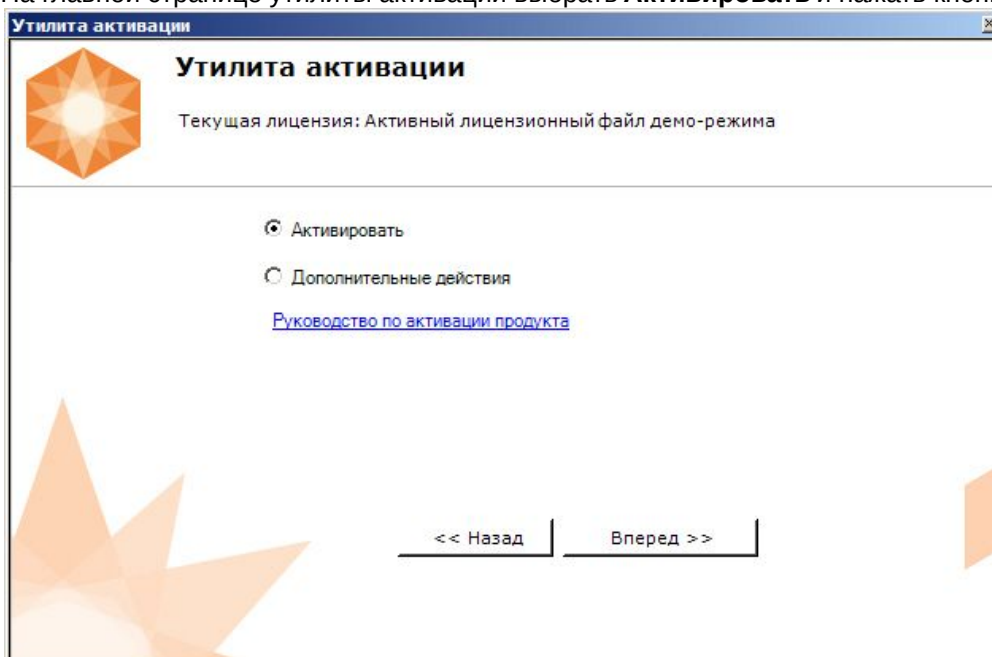 На главной странице утилиты активации выбрать Активировать и нажать
Утилита активации
Утилита активации
Текущая лицензия: Активный лицензионный файл демо-режима
Активировать
Дополнительные действия
Руководство по активации продукта
<< Назад
Вперед >>